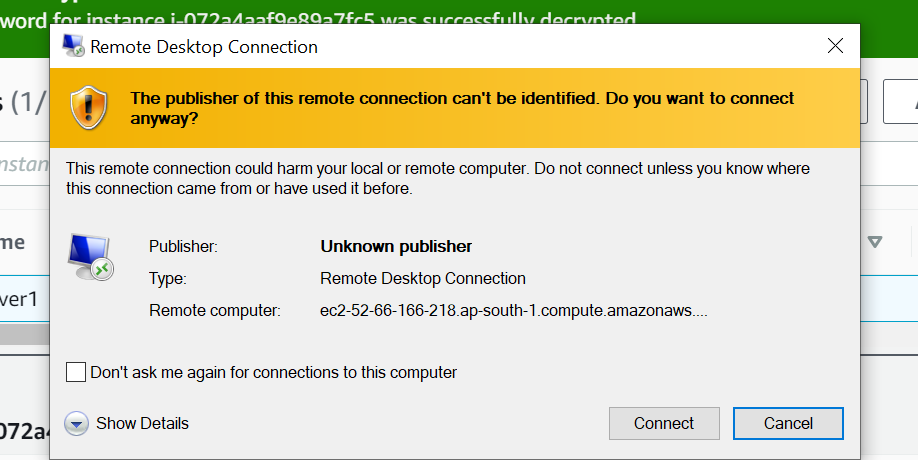 word for instance i-072a4aaf9e89a7fc5 was successfully decrypted
Remote Desktop Connection
(1/
The publisher of this remote connection can't be identified. Do you want to connect
anyway?
This remote connection could harm your local or remote computer. Do not connect unless you know where
this connection came from or have used it before.
me
Publisher: Unknown publisher
Type: Remote Desktop Connection
ver1
Remote computer: ec2-52-66-166-218.ap-south-1.compute.amazonaws....
Don't ask me again for connections to this computer
Show Details Connect Cancel
072a4